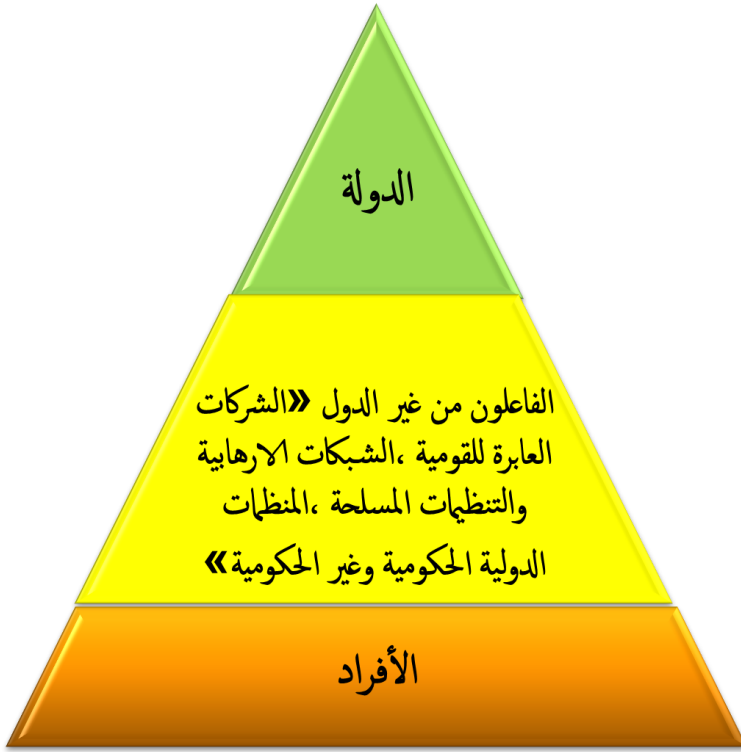 الدولة
الفاعلون من غير الدول «الشركات
العابرة للقومية ،الشبكات الارهابية
والتنظيمات المسلحة ،المنظمات
الدولية الحكومية وغير الحكومية»
الأفراد